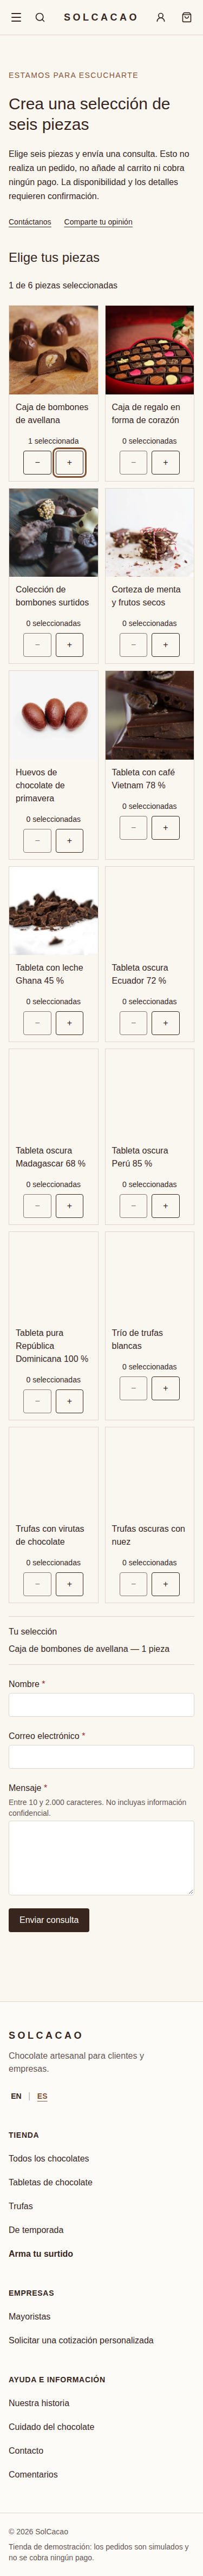 SOLCACAO
ESTAMOS PARA ESCUCHARTE
Crea una selección de
seis piezas
Elige seis piezas y envía una consulta. Esto no
realiza un pedido, no añade al carrito ni cobra
ningún pago. La disponibilidad y los detalles
requieren confirmación.
Contáctanos Comparte tu opinión
Elige tus piezas
1 de 6 piezas seleccionadas
Caja de bombones
de avellana
1 seleccionada
− +
Caja de regalo en
forma de corazón
0 seleccionadas
− +
Colección de
bombones surtidos
0 seleccionadas
− +
Corteza de menta
y frutos secos
0 seleccionadas
− +
Huevos de
chocolate de
primavera
0 seleccionadas
− +
Tableta con café
Vietnam 78 %
0 seleccionadas
− +
Tableta con leche
Ghana 45 %
0 seleccionadas
− +
Tableta oscura
Ecuador 72 %
0 seleccionadas
− +
Tableta oscura
Madagascar 68 %
0 seleccionadas
− +
Tableta oscura
Perú 85 %
0 seleccionadas
− +
Tableta pura
República
Dominicana 100 %
0 seleccionadas
− +
Trío de trufas
blancas
0 seleccionadas
− +
Trufas con virutas
de chocolate
0 seleccionadas
− +
Trufas oscuras con
nuez
0 seleccionadas
− +
Tu selección
Caja de bombones de avellana — 1 pieza
Nombre *
Correo electrónico *
Mensaje *
Entre 10 y 2.000 caracteres. No incluyas información
confidencial.
Enviar consulta
SOLCACAO
Chocolate artesanal para clientes y
empresas.
EN | ES
TIENDA
Todos los chocolates
Tabletas de chocolate
Trufas
De temporada
Arma tu surtido
EMPRESAS
Mayoristas
Solicitar una cotización personalizada
AYUDA E INFORMACIÓN
Nuestra historia
Cuidado del chocolate
Contacto
Comentarios
© 2026 SolCacao
Tienda de demostración: los pedidos son simulados y
no se cobra ningún pago.